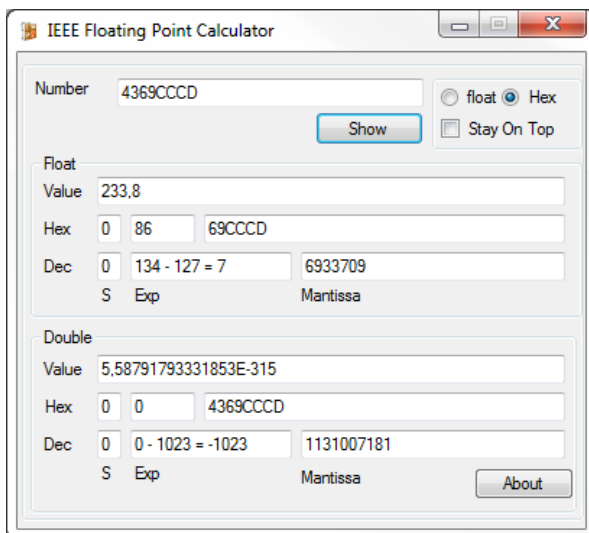 IEEE Floating Point Calculator
Number 4369CCCD float Hex
Show Stay On Top
Float
Value 233,8
Hex 0 86 69CCCD
Dec 0 134 - 127 = 7 6933709
S Exp Mantissa
Double
Value 5,58791793331853E-315
Hex 0 0 4369CCCD
Dec 0 0 - 1023 = -1023 1131007181
S Exp Mantissa About